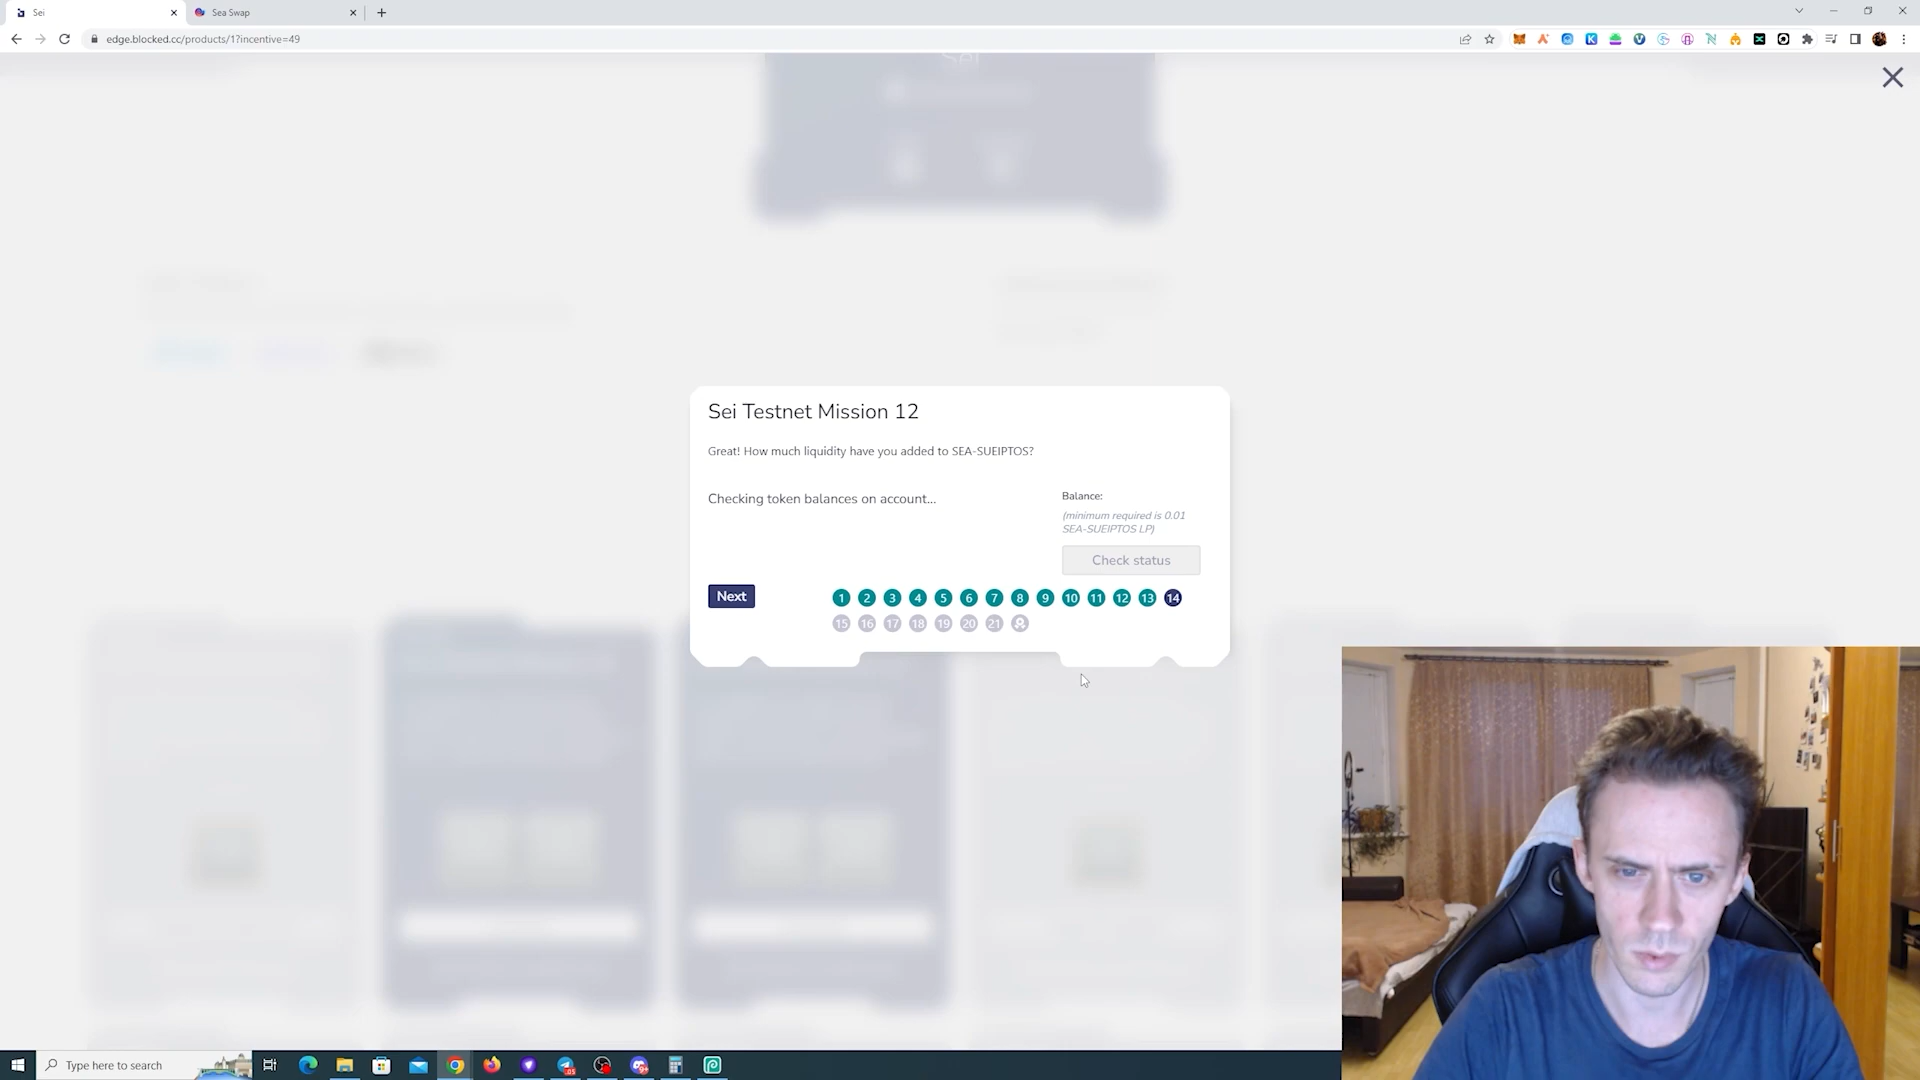 Sei
Sea Swap
edge.blocked.cc/products/1?incentive=49
Sei
Sei Testnet Mission 12
Great! How much liquidity have you added to SEA-SUEIPTOS?
Checking token balances on account...
Balance:
(minimum required is 0.01
SEA-SUEIPTOS LP)
Check status
Next
1 2 3 4 5 6 7 8 9 10 11 12 13 14
15 16 17 18 19 20 21
Type here to search